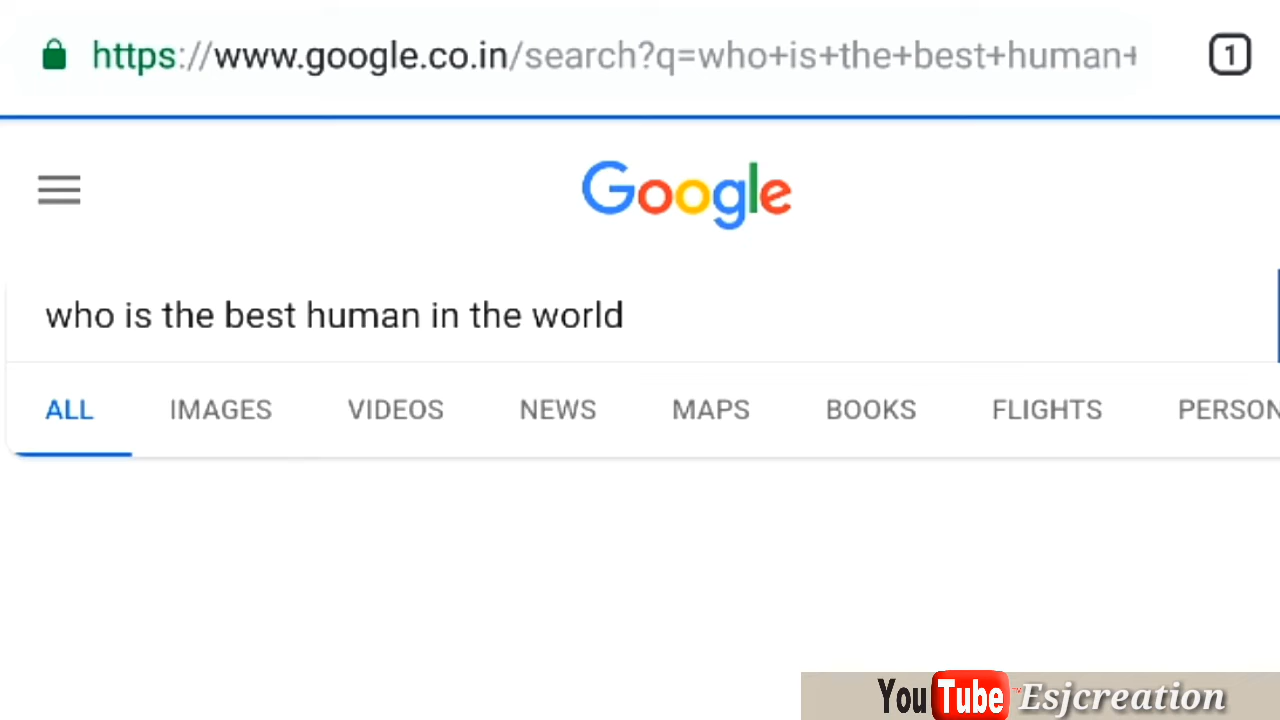 https://www.google.co.in/search?q=who+is+the+best+human+
1
Google
who is the best human in the world
ALL IMAGES VIDEOS NEWS MAPS BOOKS FLIGHTS PERSON
YouTube Esjcreation